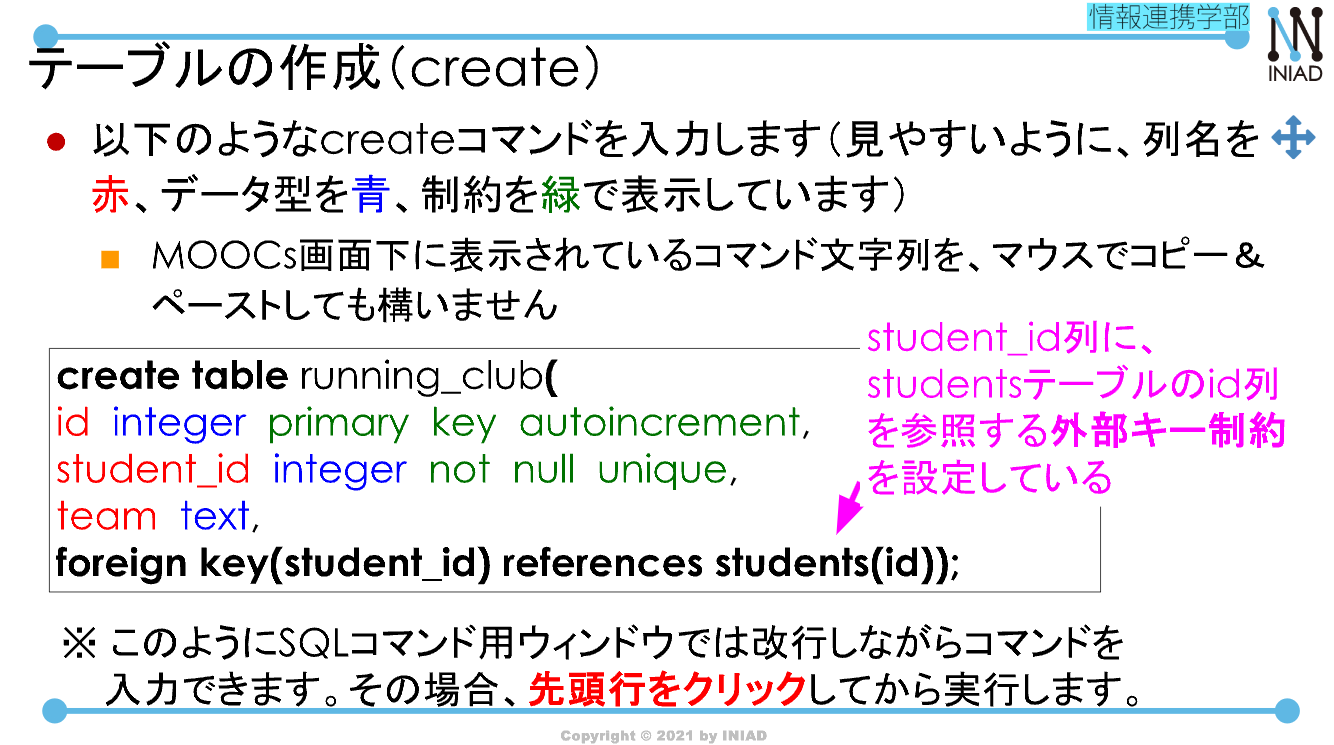 情報連携学部
INIAD
テーブルの作成（create）
● 以下のようなcreateコマンドを入力します（見やすいように、列名を
赤、データ型を青、制約を緑で表示しています）
■ MOOCs画面下に表示されているコマンド文字列を、マウスでコピー＆
ペーストしても構いません
student_id列に、
studentsテーブルのid列
を参照する外部キー制約
を設定している
create table running_club(
id integer primary key autoincrement,
student_id integer not null unique,
team text,
foreign key(student_id) references students(id));
※ このようにSQLコマンド用ウィンドウでは改行しながらコマンドを
入力できます。その場合、先頭行をクリックしてから実行します。
Copyright © 2021 by INIAD